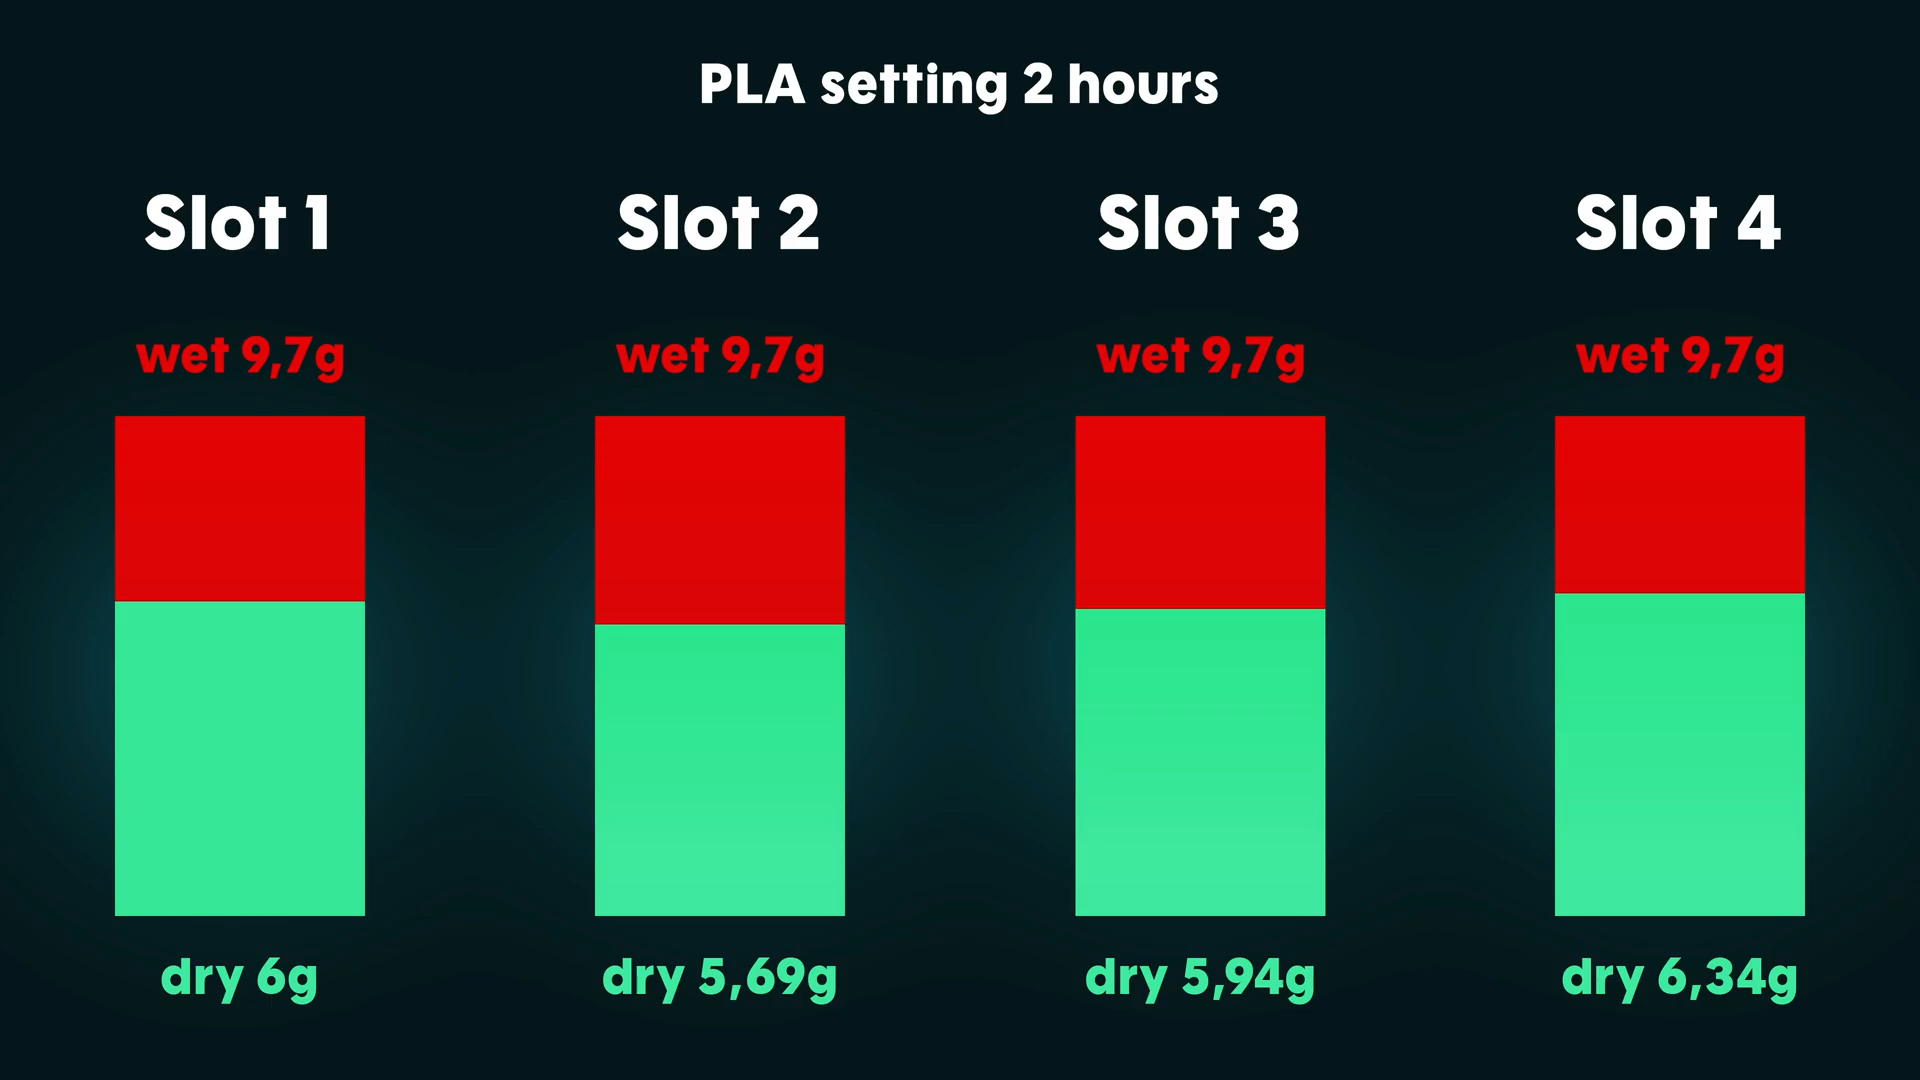 PLA setting 2 hours
Slot 1
Slot 2
Slot 3
Slot 4
wet 9,7g
wet 9,7g
wet 9,7g
wet 9,7g
dry 6g
dry 5,69g
dry 5,94g
dry 6,34g